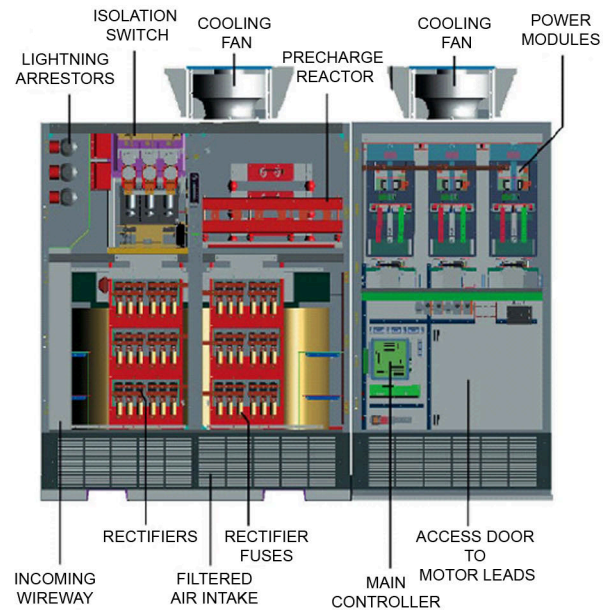 ISOLATION
SWITCH
COOLING
FAN
COOLING
FAN
POWER
MODULES
LIGHTNING
ARRESTORS
PRECHARGE
REACTOR
RECTIFIERS
RECTIFIER
FUSES
ACCESS DOOR
TO
MOTOR LEADS
INCOMING
WIREWAY
FILTERED
AIR INTAKE
MAIN
CONTROLLER